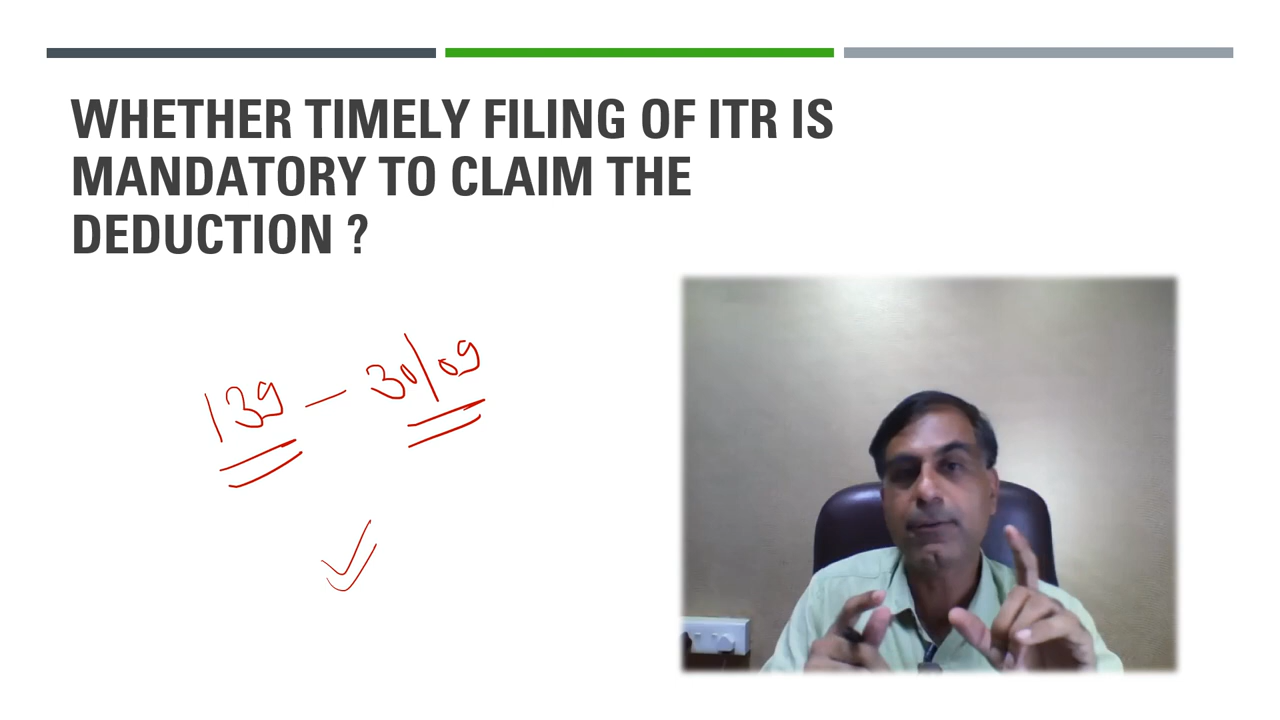 WHETHER TIMELY FILING OF ITR IS
MANDATORY TO CLAIM THE
DEDUCTION ?
139 – 30/09